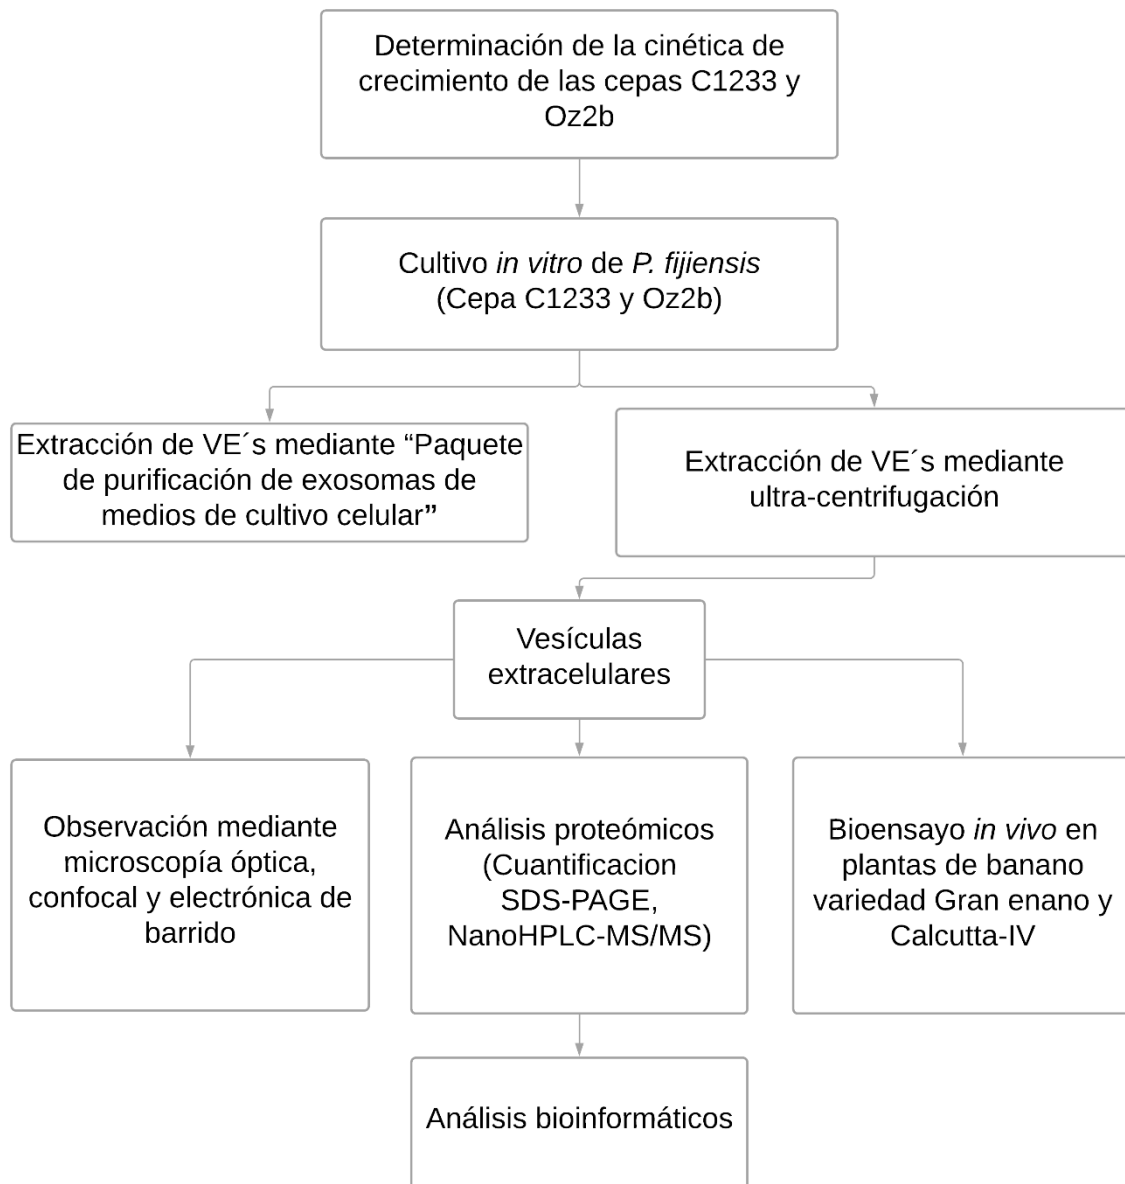 Determinación de la cinética de
crecimiento de las cepas C1233 y
Oz2b
Cultivo in vitro de P. fijiensis
(Cepa C1233 y Oz2b)
Extracción de VE´s mediante “Paquete
de purificación de exosomas de
medios de cultivo celular”
Extracción de VE´s mediante
ultra-centrifugación
Vesículas
extracelulares
Observación mediante
microscopía óptica,
confocal y electrónica de
barrido
Análisis proteómicos
(Cuantificacion
SDS-PAGE,
NanoHPLC-MS/MS)
Bioensayo in vivo en
plantas de banano
variedad Gran enano y
Calcutta-IV
Análisis bioinformáticos